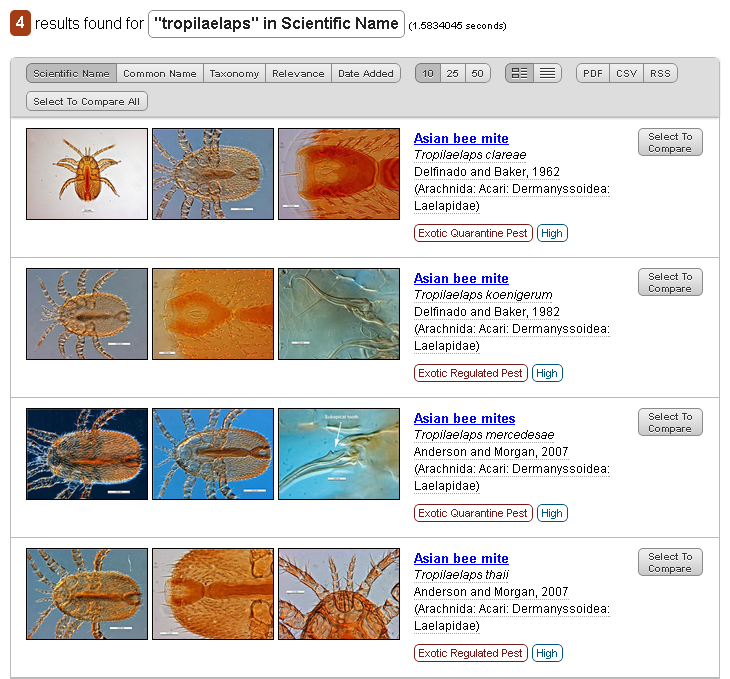 4 results found for "tropilaelaps" in Scientific Name (1.5834045 seconds)
Scientific Name Common Name Taxonomy Relevance Date Added 10 25 50 PDF CSV RSS
Select To Compare All
Asian bee mite
Tropilaelaps clareae
Delfinado and Baker, 1962
(Arachnida: Acari: Dermanyssoidea:
Laelapidae)
Exotic Quarantine Pest High
Select To
Compare
Asian bee mite
Tropilaelaps koenigerum
Delfinado and Baker, 1982
(Arachnida: Acari: Dermanyssoidea:
Laelapidae)
Exotic Regulated Pest High
Select To
Compare
Subapical tooth
Asian bee mites
Tropilaelaps mercedesae
Anderson and Morgan, 2007
(Arachnida: Acari: Dermanyssoidea:
Laelapidae)
Exotic Quarantine Pest High
Select To
Compare
Asian bee mite
Tropilaelaps thaii
Anderson and Morgan, 2007
(Arachnida: Acari: Dermanyssoidea:
Laelapidae)
Exotic Regulated Pest High
Select To
Compare